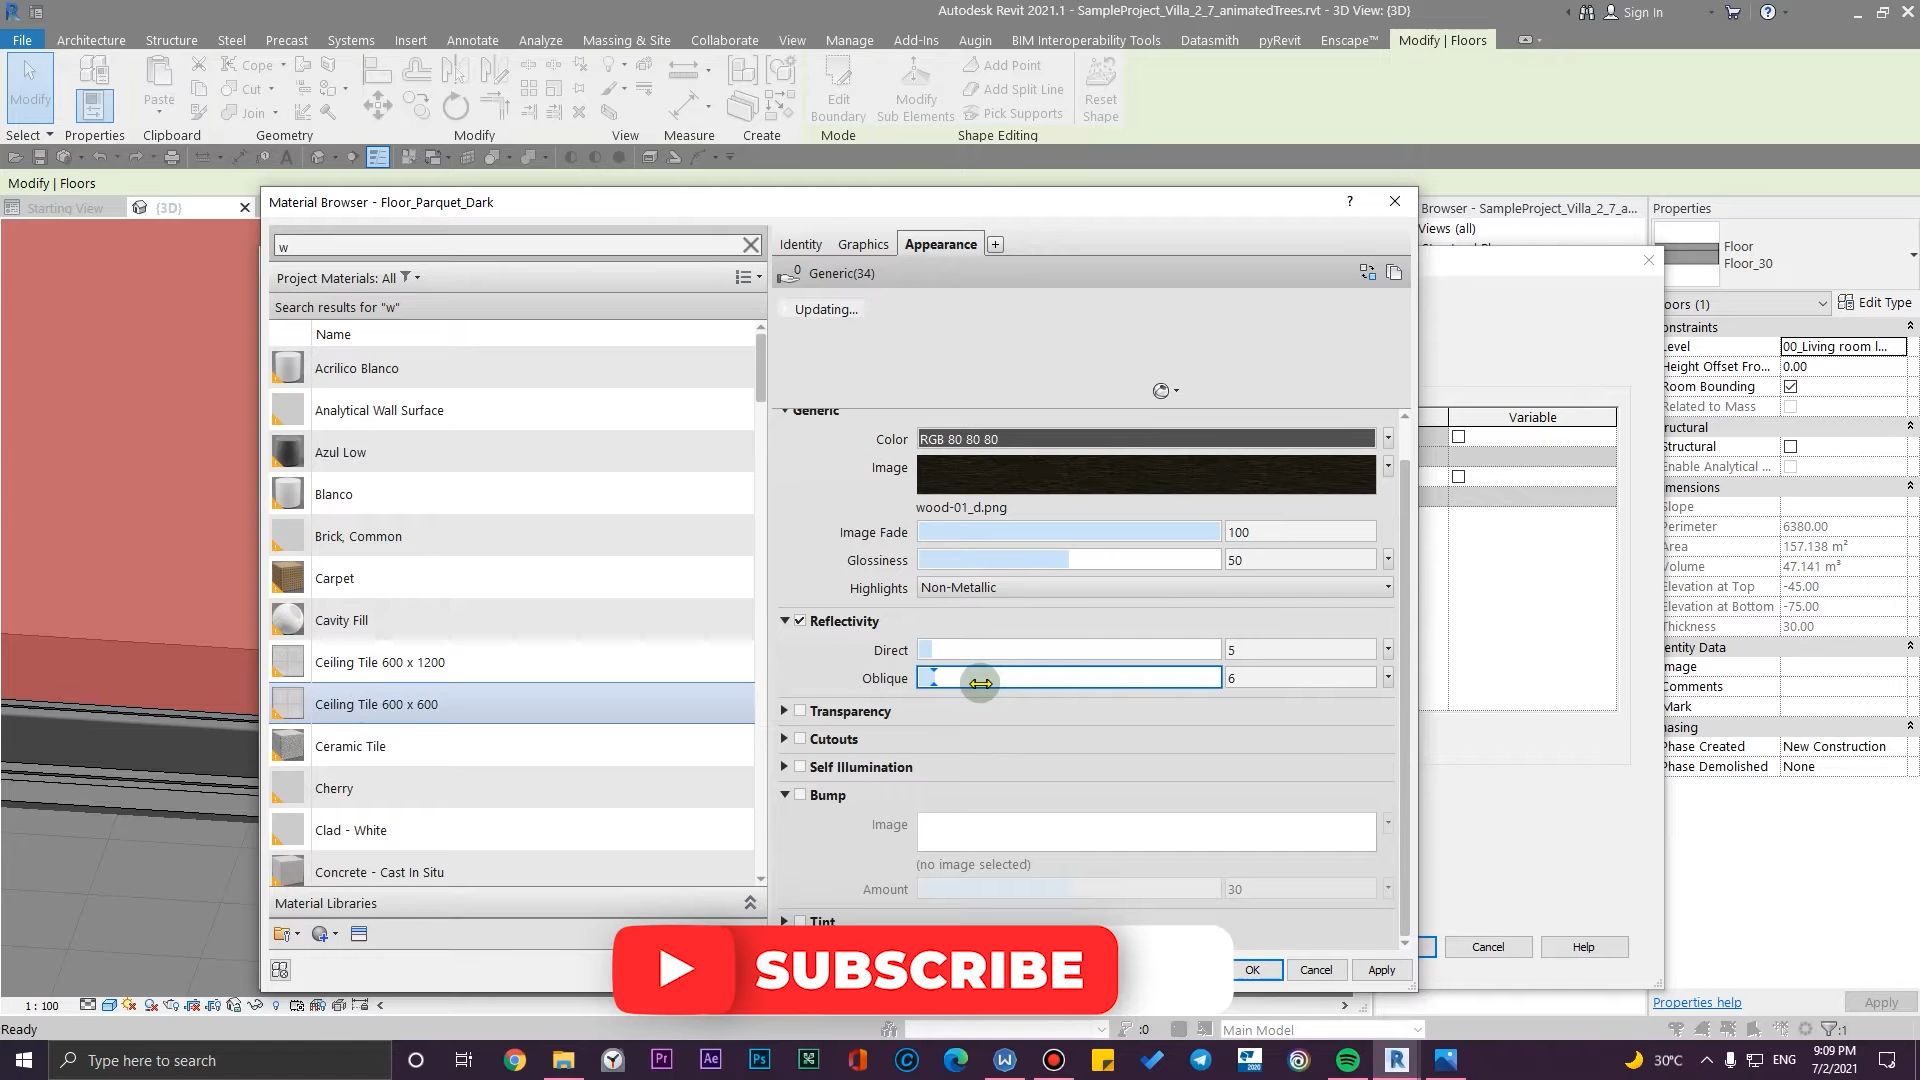 Autodesk Revit 2021.1 - SampleProject_Villa_2_7_animatedTrees.rvt - 3D View: {3D}
Sign In
File Architecture Structure Steel Precast Systems Insert Annotate Analyze Massing & Site Collaborate View Manage Add-Ins Augin BIM Interoperability Tools Datasmith pyRevit Enscape™ Modify | Floors
Modify
Paste
Cope
Cut
Join
Edit Boundary
Modify Sub Elements
Add Point
Add Split Line
Pick Supports
Reset Shape
Select Properties Clipboard Geometry Modify View Measure Create Mode Shape Editing
Modify | Floors
Starting View
{3D}
Material Browser - Floor_Parquet_Dark
w
Project Materials: All
Search results for "w"
Name
Acrilico Blanco
Analytical Wall Surface
Azul Low
Blanco
Brick, Common
Carpet
Cavity Fill
Ceiling Tile 600 x 1200
Ceiling Tile 600 x 600
Ceramic Tile
Cherry
Clad - White
Concrete - Cast In Situ
Material Libraries
Identity Graphics Appearance
0 Generic(34)
Updating...
Generic
Color RGB 80 80 80
Image
wood-01_d.png
Image Fade 100
Glossiness 50
Highlights Non-Metallic
Reflectivity
Direct 5
Oblique 6
Transparency
Cutouts
Self Illumination
Bump
Image
(no image selected)
Amount 30
Tint
OK Cancel Apply
SUBSCRIBE
Variable
Cancel Help
Browser - SampleProject_Villa_2_7_a...
Views (all)
Properties
Floor
Floor_30
oors (1) Edit Type
onstraints
Level 00_Living room l...
Height Offset Fro... 0.00
Room Bounding
Related to Mass
ructural
Structural
Enable Analytical ...
imensions
Slope
Perimeter 6380.00
Area 157.138 m²
Volume 47.141 m³
Elevation at Top -45.00
Elevation at Bottom -75.00
Thickness 30.00
entity Data
Image
Comments
Mark
hasing
Phase Created New Construction
Phase Demolished None
Properties help Apply
1 : 100
Ready
:0
Main Model
:1
Type here to search
30°C
ENG
9:09 PM
7/2/2021